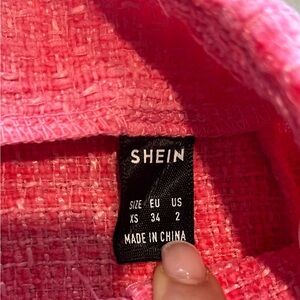 SHEIN
SIZE EU US
XS 34 2
MADE IN CHINA